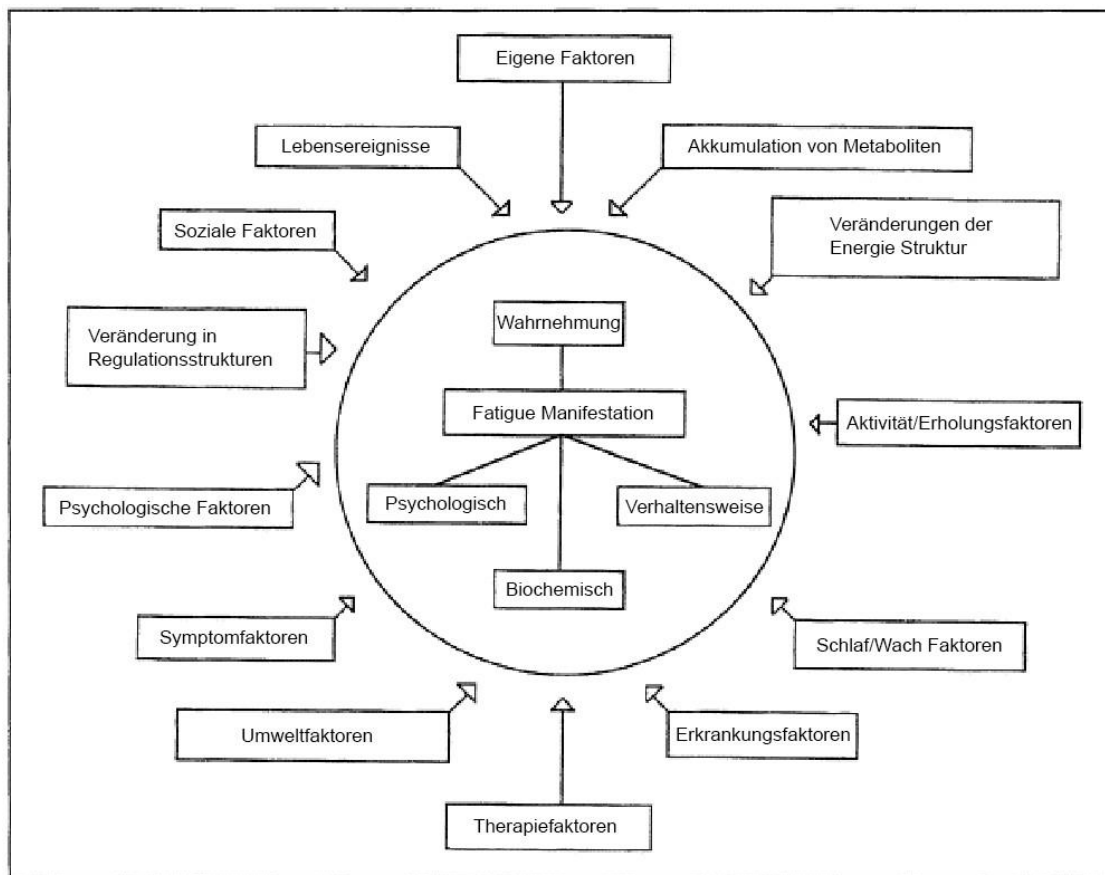 Eigene Faktoren
Lebensereignisse
Akkumulation von Metaboliten
Soziale Faktoren
Veränderungen der
Energie Struktur
Veränderung in
Regulationsstrukturen
Wahrnehmung
Fatigue Manifestation
Aktivität/Erholungsfaktoren
Psychologische Faktoren
Psychologisch
Verhaltensweise
Biochemisch
Symptomfaktoren
Schlaf/Wach Faktoren
Umweltfaktoren
Erkrankungsfaktoren
Therapiefaktoren